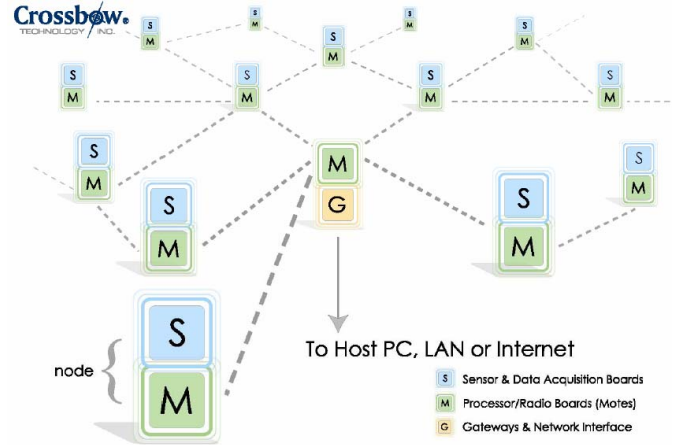 Crossbow®
TECHNOLOGY INC.
S
M
S
M
S
M
S
M
S
M
S
M
S
M
S
M
S
M
S
M
M
G
S
M
S
M
S
M
S
M
node
To Host PC, LAN or Internet
S Sensor & Data Acquisition Boards
M Processor/Radio Boards (Motes)
G Gateways & Network Interface